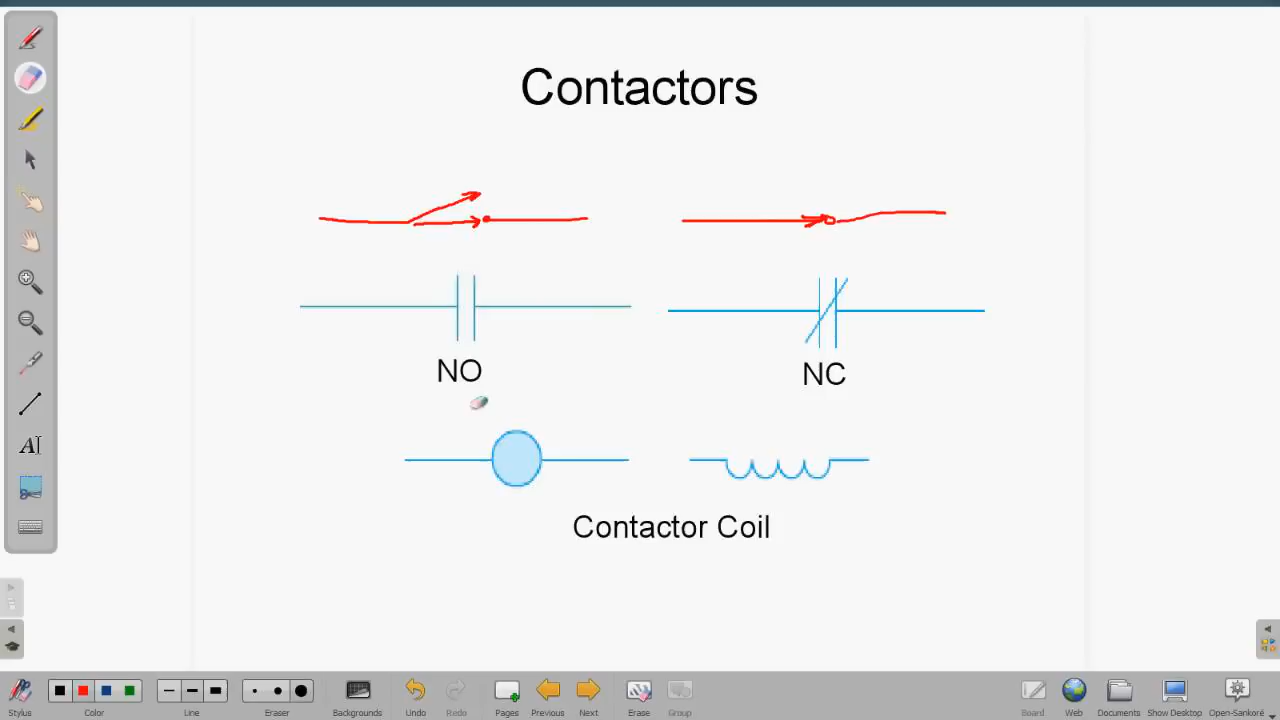 Contactors
NO
NC
Contactor Coil
A
Stylus
Color
Line
Eraser
Backgrounds
Undo
Redo
Pages
Previous
Next
Erase
Group
Board
Web
Documents
Show Desktop
Open-Sankoré